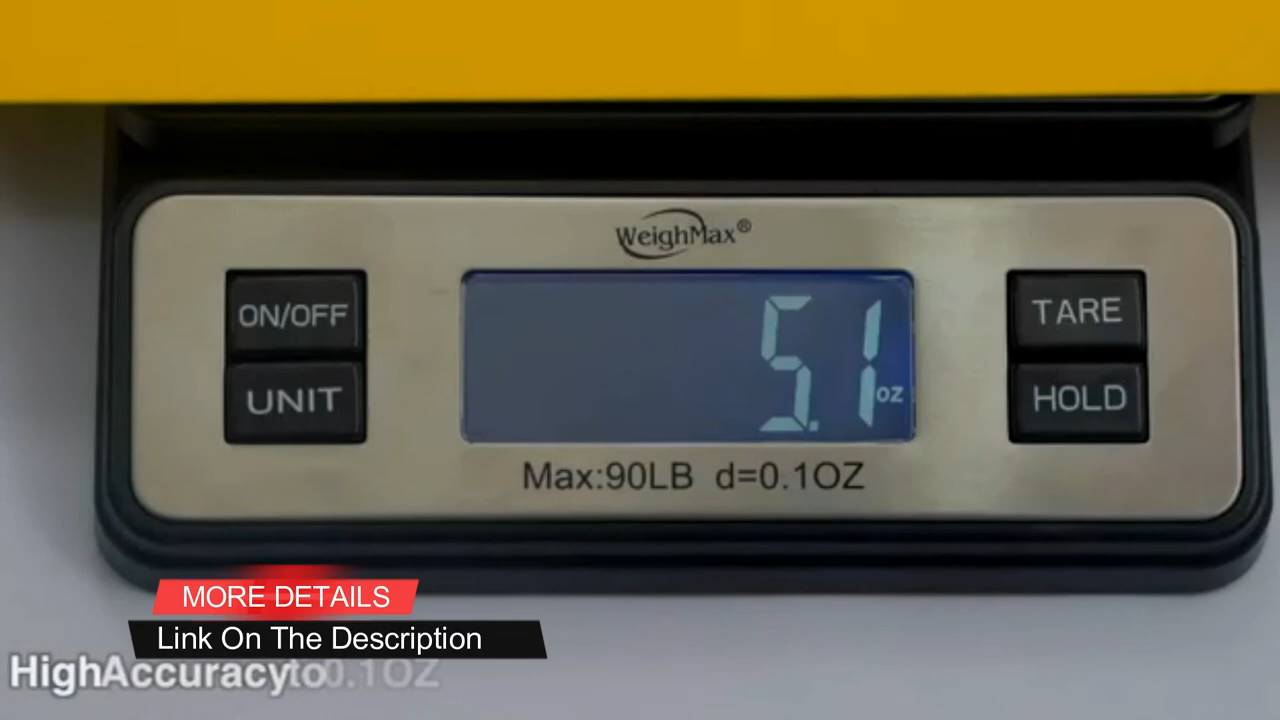 WeighMax®
ON/OFF
UNIT
5.1 oz
TARE
HOLD
Max:90LB d=0.1OZ
MORE DETAILS
Link On The Description
HighAccuracyto0.1OZ